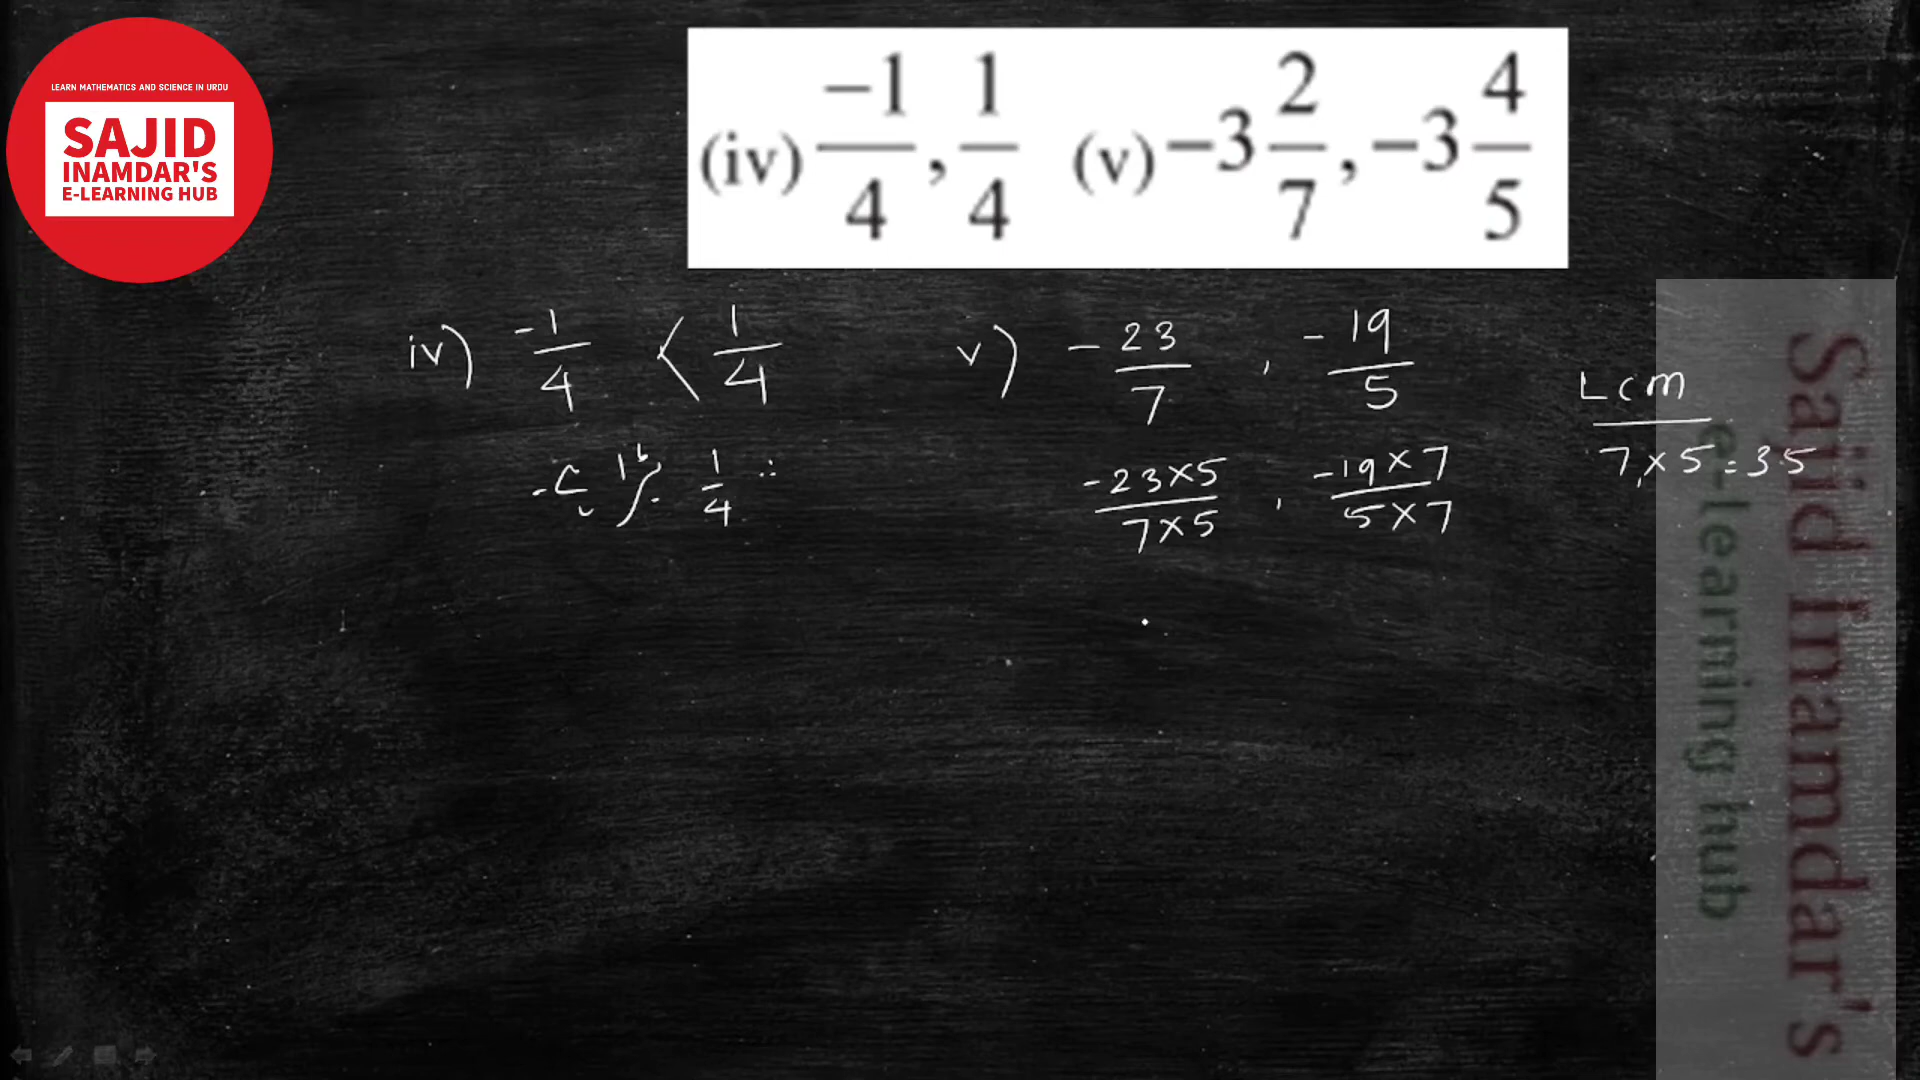 LEARN MATHEMATICS AND SCIENCE IN URDU
SAJID
INAMDAR'S
E-LEARNING HUB
(iv) -1/4 , 1/4 (v) -3 2/7 , -3 4/5
iv) -1/4 < 1/4
1/4
v) -23/7 , -19/5
-23×5/7×5 , -19×7/5×7
LCM
7×5=35
Sajid Inamdar's
e-learning hub